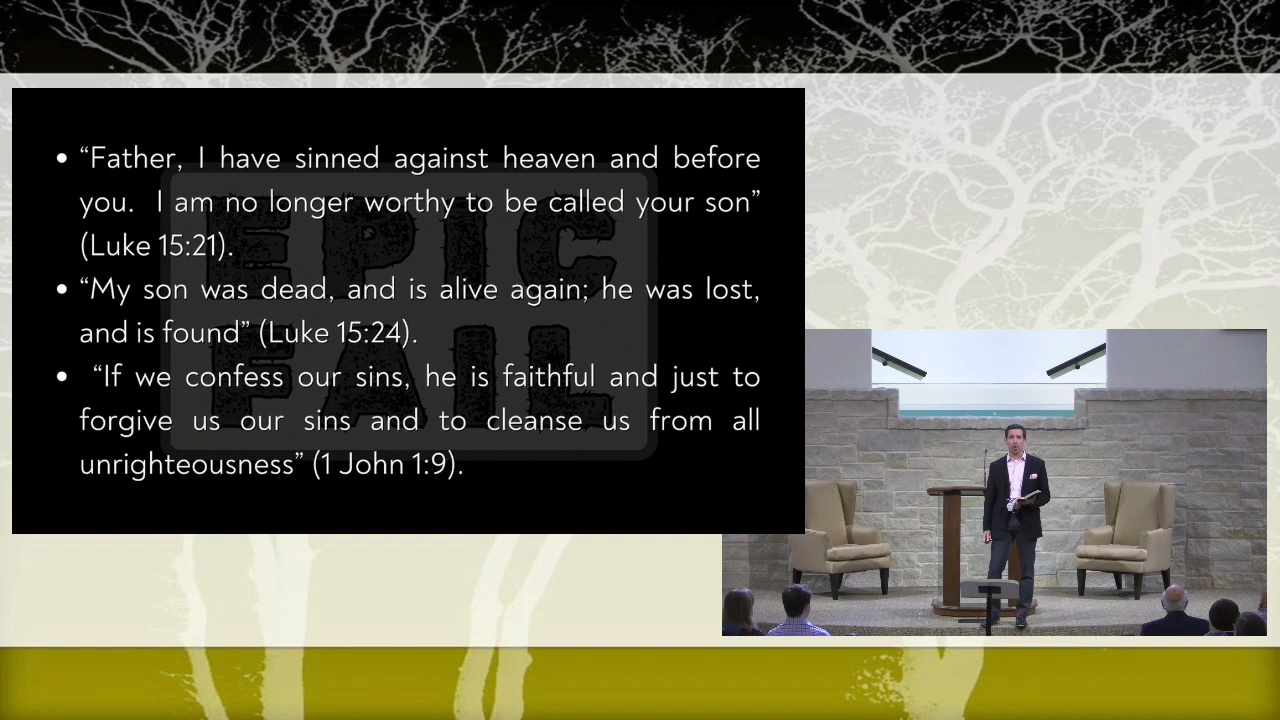 • “Father, I have sinned against heaven and before
you.  I am no longer worthy to be called your son”
(Luke 15:21).
• “My son was dead, and is alive again; he was lost,
and is found” (Luke 15:24).
•  “If we confess our sins, he is faithful and just to
forgive us our sins and to cleanse us from all
unrighteousness” (1 John 1:9).
EPIC
FAIL